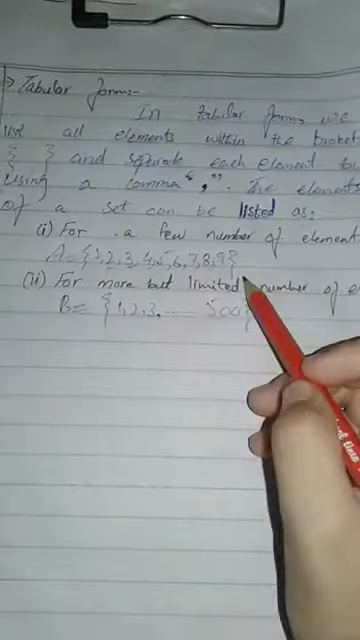 → Tabular form:-
In tabular form, we
list all elements within the bracket
{ } and separate each element by
using a comma “,”. The elements
of a set can be listed as:
(i) For a few number of element
A = {1,2,3,4,5,6,7,8,9}
(ii) For more but limited number of e
B = {1,2,3, ...... 500}